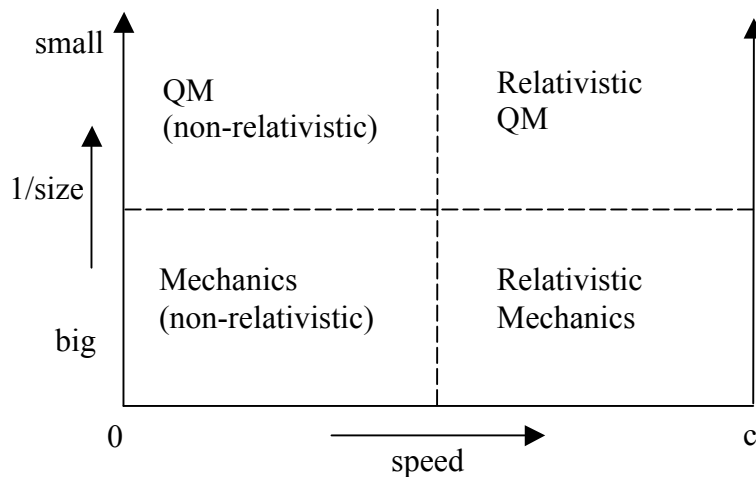 small
QM
(non-relativistic)
Relativistic
QM
1/size
Mechanics
(non-relativistic)
Relativistic
Mechanics
big
0
c
speed